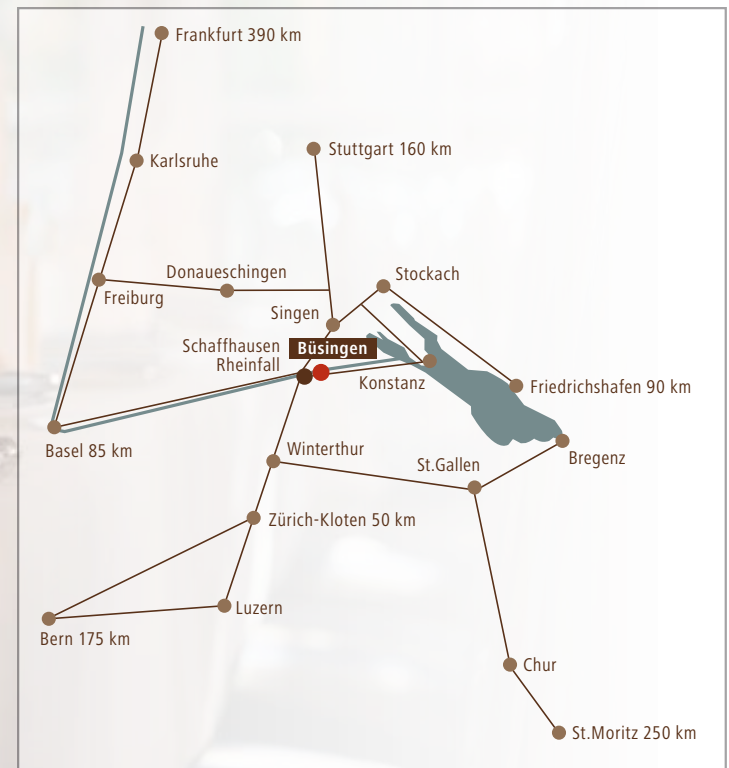 Frankfurt 390 km
Stuttgart 160 km
Karlsruhe
Donaueschingen
Stockach
Freiburg
Singen
Schaffhausen
Rheinfall
Büsingen
Konstanz
Friedrichshafen 90 km
Basel 85 km
Winterthur
St.Gallen
Bregenz
Zürich-Kloten 50 km
Luzern
Bern 175 km
Chur
St.Moritz 250 km